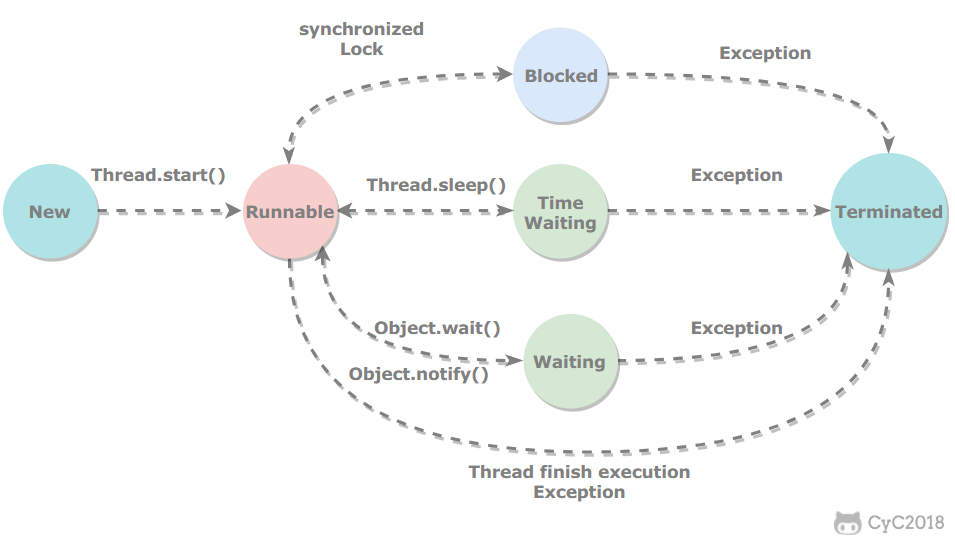 synchronized
Lock
Blocked
Exception
Thread.start()
New
Runnable
Thread.sleep()
Time
Waiting
Exception
Terminated
Object.wait()
Object.notify()
Waiting
Exception
Thread finish execution
Exception
CyC2018